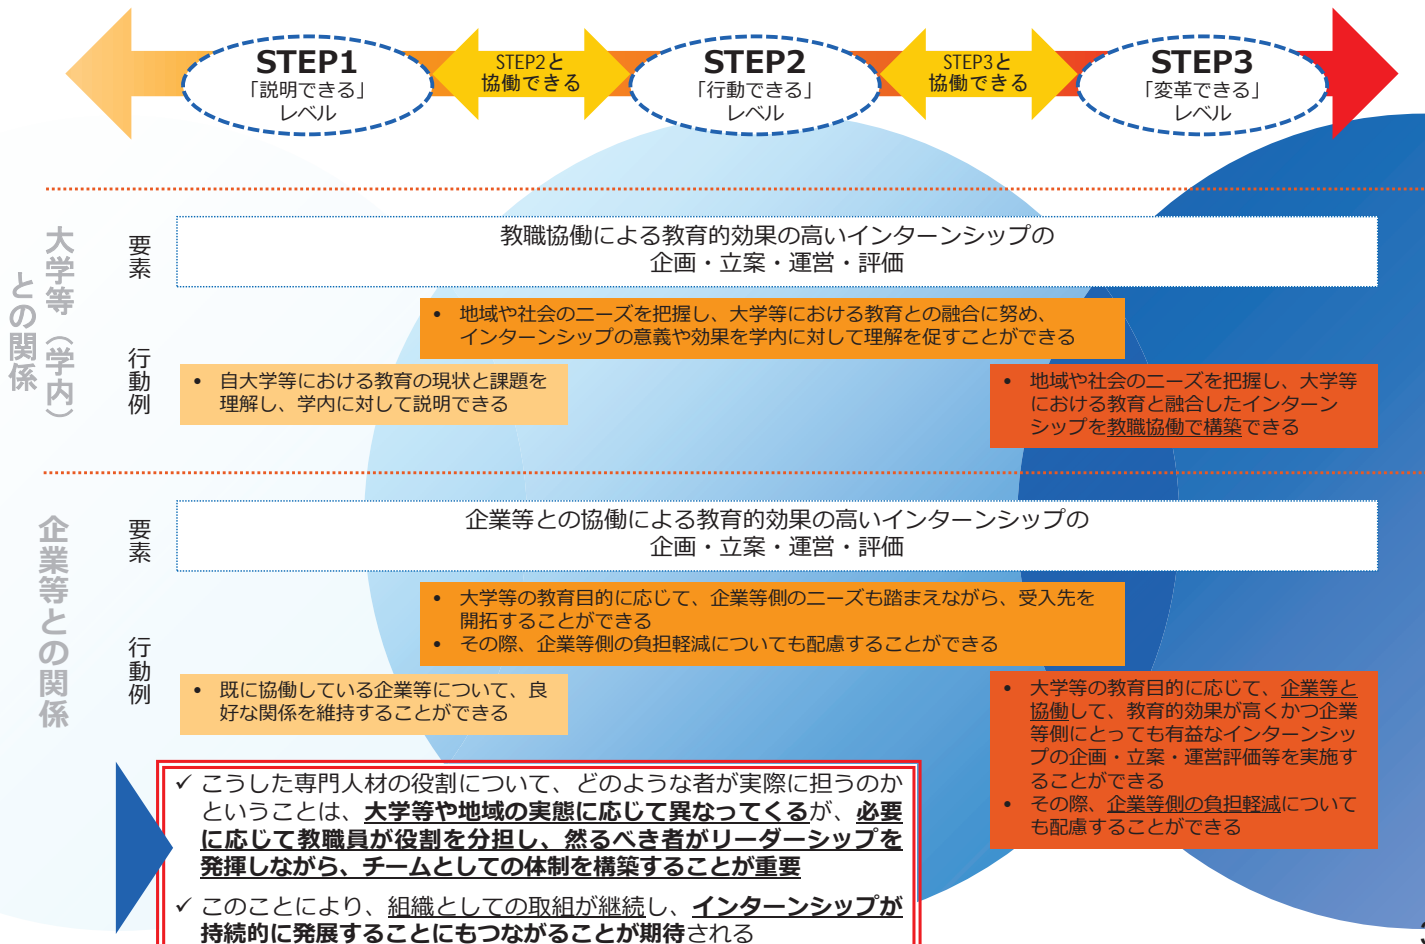 STEP1
「説明できる」
レベル
STEP2と
協働できる
STEP2
「行動できる」
レベル
STEP3と
協働できる
STEP3
「変革できる」
レベル
大学等（学内）
との関係
要素
教職協働による教育的効果の高いインターンシップの
企画・立案・運営・評価
行動例
• 地域や社会のニーズを把握し、大学等における教育との融合に努め、
インターンシップの意義や効果を学内に対して理解を促すことができる
• 自大学等における教育の現状と課題を
理解し、学内に対して説明できる
• 地域や社会のニーズを把握し、大学等
における教育と融合したインターン
シップを教職協働で構築できる
企業等との関係
要素
企業等との協働による教育的効果の高いインターンシップの
企画・立案・運営・評価
行動例
• 大学等の教育目的に応じて、企業等側のニーズも踏まえながら、受入先を
開拓することができる
• その際、企業等側の負担軽減についても配慮することができる
• 既に協働している企業等について、良
好な関係を維持することができる
• 大学等の教育目的に応じて、企業等と
協働して、教育的効果が高くかつ企業
等側にとっても有益なインターンシッ
プの企画・立案・運営評価等を実施す
ることができる
• その際、企業等側の負担軽減について
も配慮することができる
✓ こうした専門人材の役割について、どのような者が実際に担うのか
ということは、大学等や地域の実態に応じて異なってくるが、必要
に応じて教職員が役割を分担し、然るべき者がリーダーシップを
発揮しながら、チームとしての体制を構築することが重要
✓ このことにより、組織としての取組が継続し、インターンシップが
持続的に発展することにもつながることが期待される